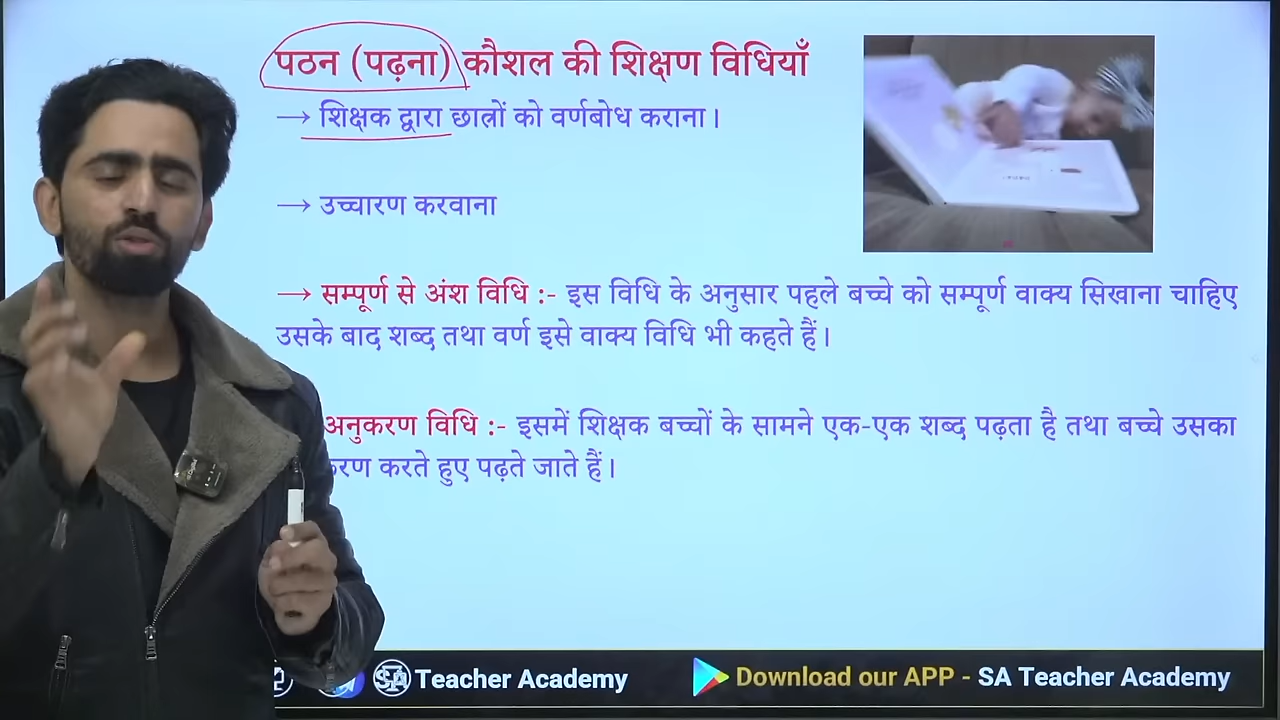 पठन (पढ़ना) कौशल की शिक्षण विधियाँ
→ शिक्षक द्वारा छात्रों को वर्णबोध कराना।
→ उच्चारण करवाना
→ सम्पूर्ण से अंश विधि :- इस विधि के अनुसार पहले बच्चे को सम्पूर्ण वाक्य सिखाना चाहिए
उसके बाद शब्द तथा वर्ण इसे वाक्य विधि भी कहते हैं।
अनुकरण विधि :- इसमें शिक्षक बच्चों के सामने एक-एक शब्द पढ़ता है तथा बच्चे उसका
करते हुए पढ़ते जाते हैं।
SA Teacher Academy
Download our APP - SA Teacher Academy